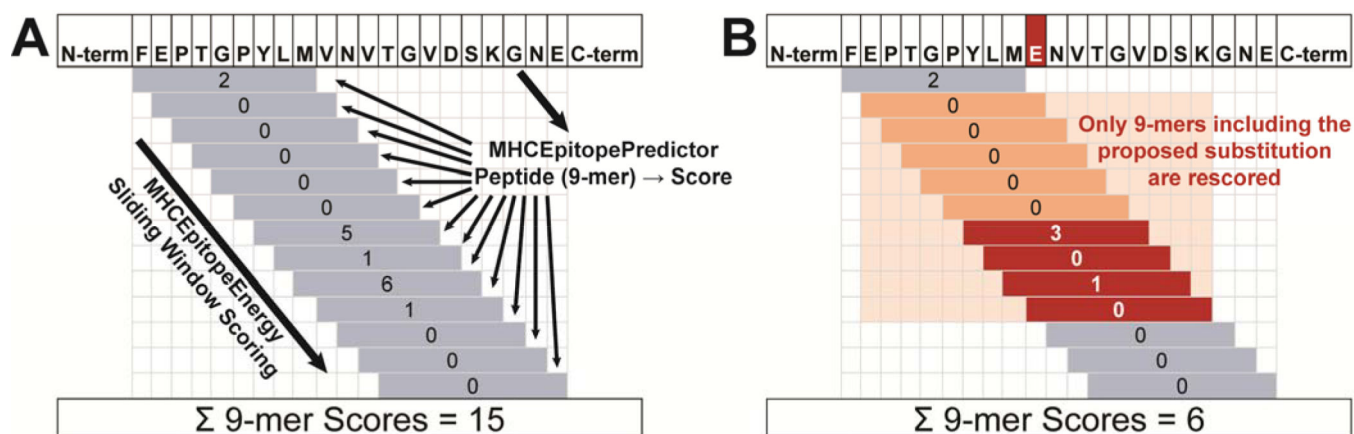 A
N-term F E P T G P Y L M V N V T G V D S K G N E C-term
2
0
0
0
0
0
5
1
6
1
0
0
0
MHCEpitopePredictor
Peptide (9-mer) → Score
MHCEpitopeEnergy
Sliding Window Scoring
Σ 9-mer Scores = 15
B
N-term F E P T G P Y L M E N V T G V D S K G N E C-term
2
0
0
0
0
0
3
0
1
0
0
0
0
Only 9-mers including the
proposed substitution
are rescored
Σ 9-mer Scores = 6